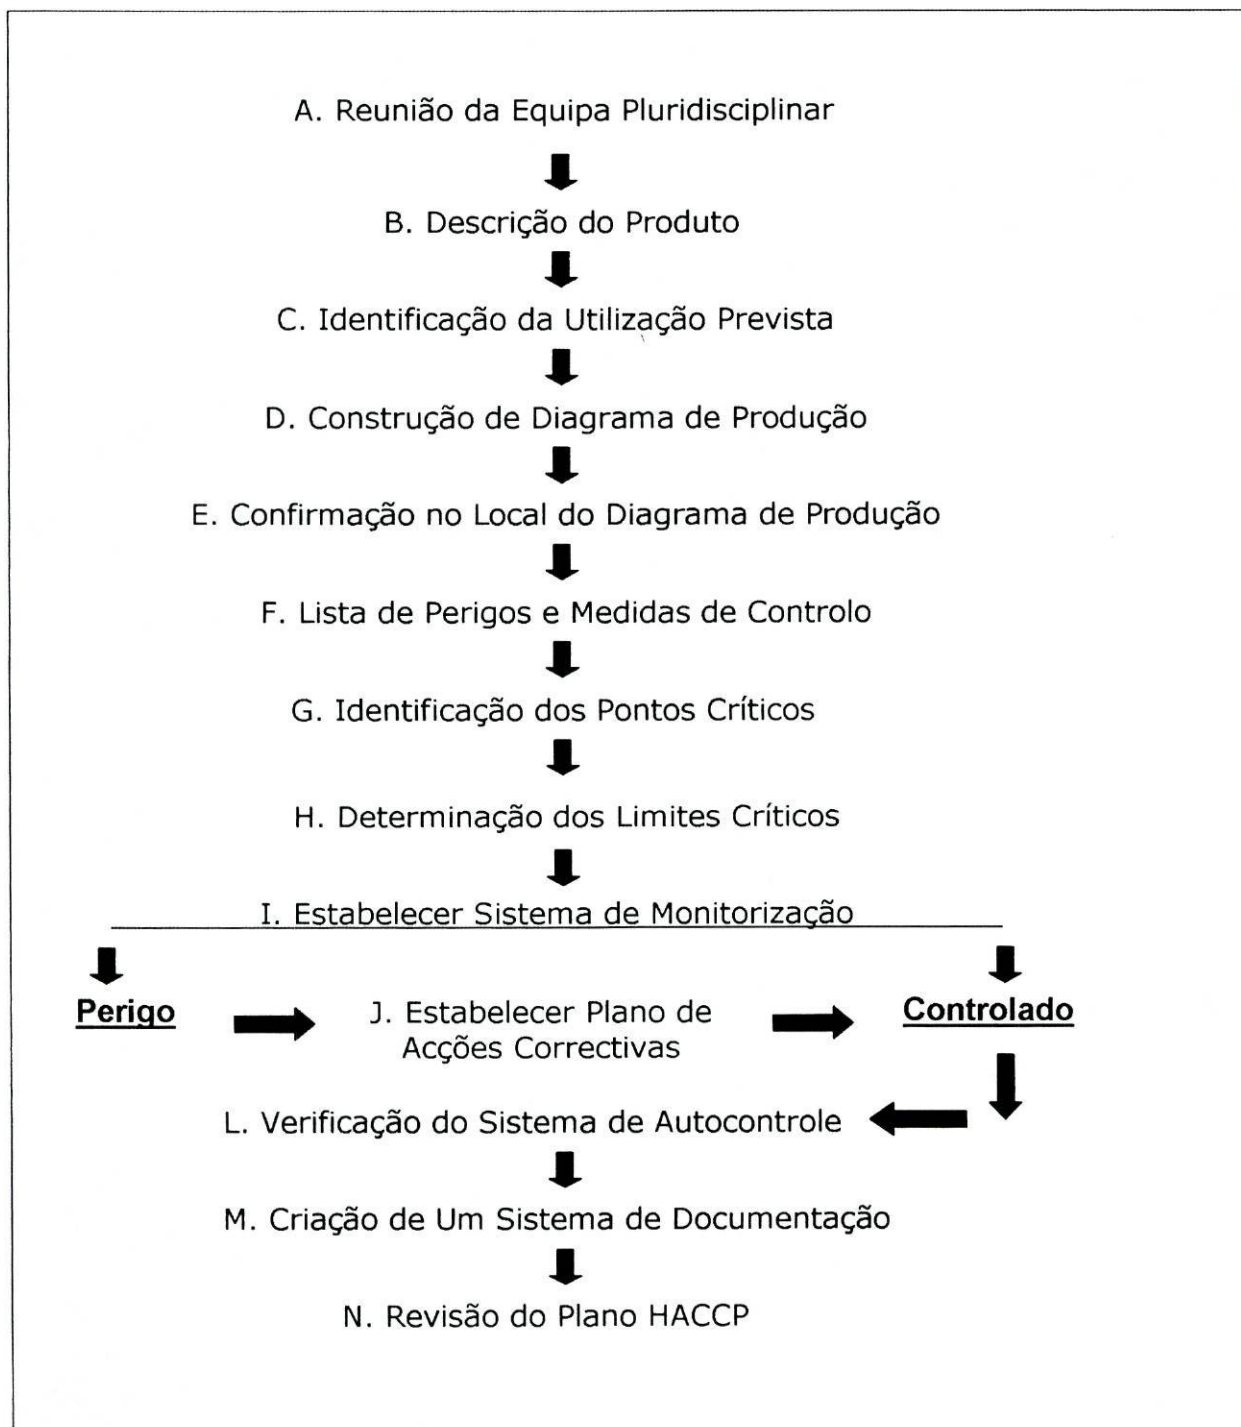 A. Reunião da Equipa Pluridisciplinar
B. Descrição do Produto
C. Identificação da Utilização Prevista
D. Construção de Diagrama de Produção
E. Confirmação no Local do Diagrama de Produção
F. Lista de Perigos e Medidas de Controlo
G. Identificação dos Pontos Críticos
H. Determinação dos Limites Críticos
I. Estabelecer Sistema de Monitorização
Perigo
J. Estabelecer Plano de
Acções Correctivas
Controlado
L. Verificação do Sistema de Autocontrole
M. Criação de Um Sistema de Documentação
N. Revisão do Plano HACCP